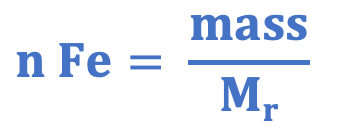 n Fe = mass / Mᵣ